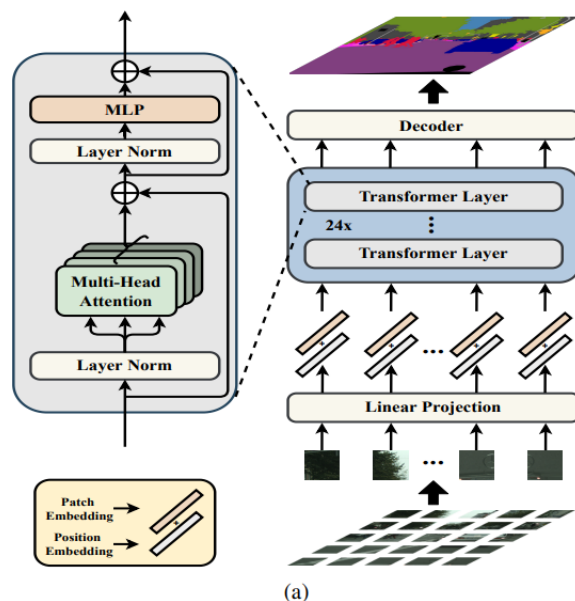 MLP
Layer Norm
Multi-Head
Attention
Layer Norm
Patch
Embedding
Position
Embedding
Decoder
Transformer Layer
24x
Transformer Layer
Linear Projection
(a)